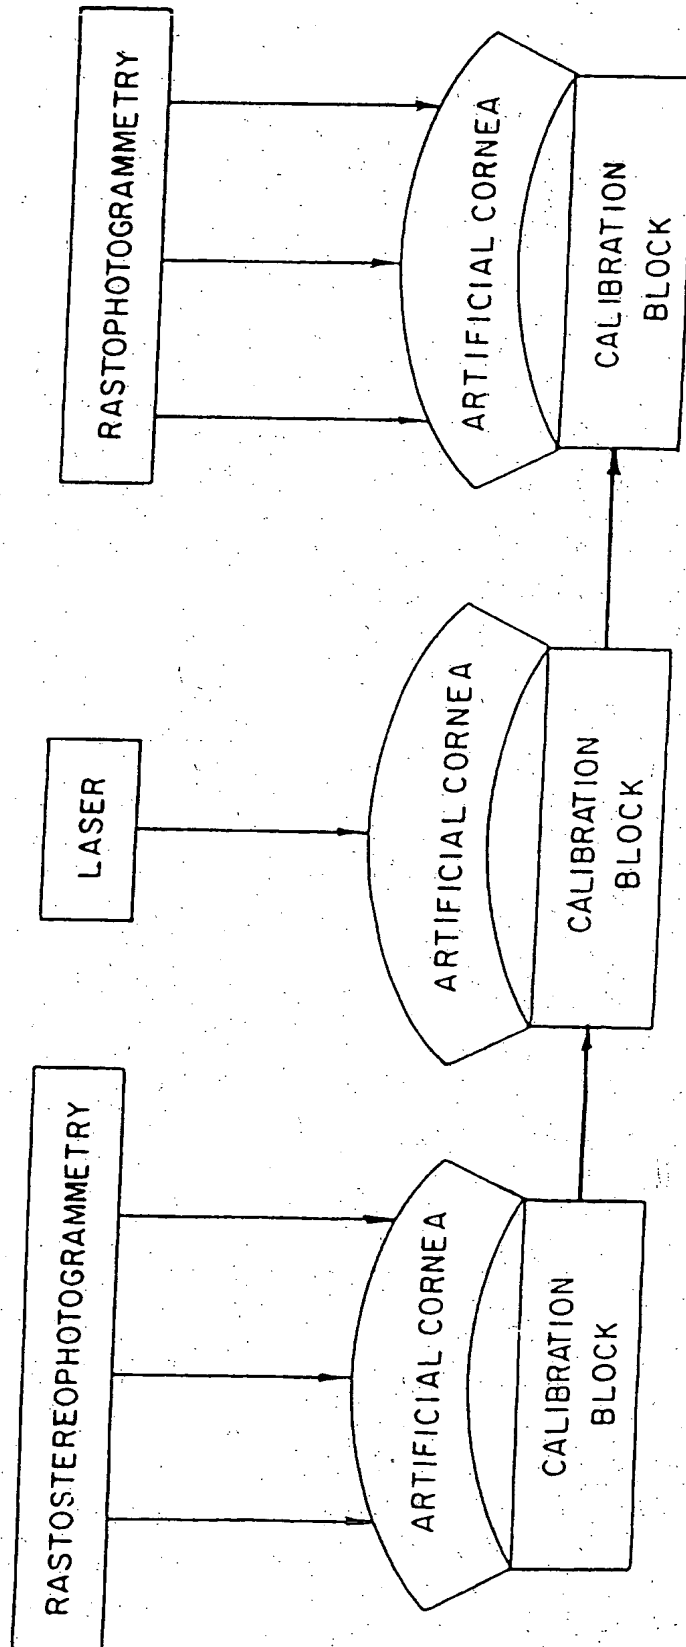 RASTOSTEREOPHOTOGRAMMETRY
LASER
RASTOPHOTOGRAMMETRY
ARTIFICIAL CORNEA
ARTIFICIAL CORNEA
ARTIFICIAL CORNEA
CALIBRATION
BLOCK
CALIBRATION
BLOCK
CALIBRATION
BLOCK